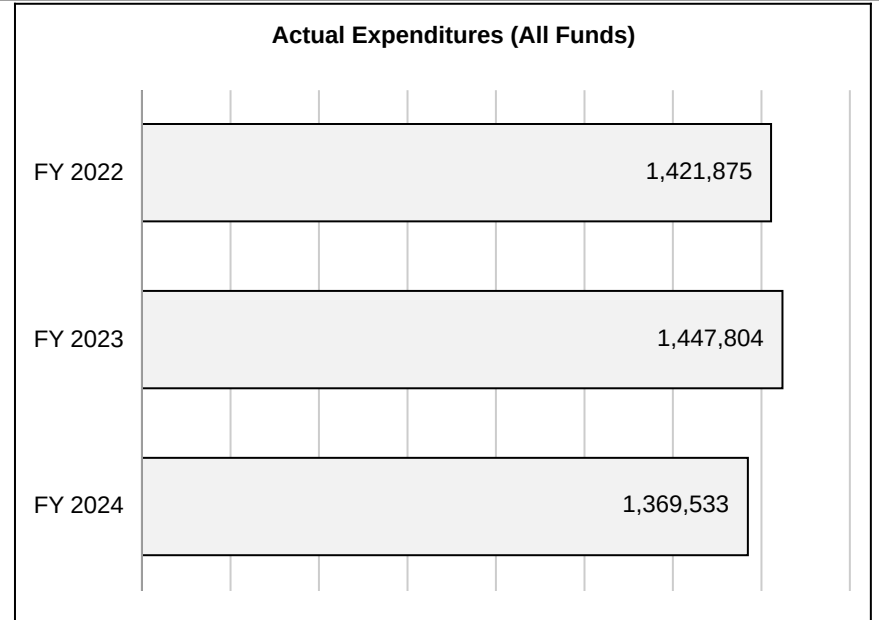 Actual Expenditures (All Funds)
FY 2022
1,421,875
FY 2023
1,447,804
FY 2024
1,369,533